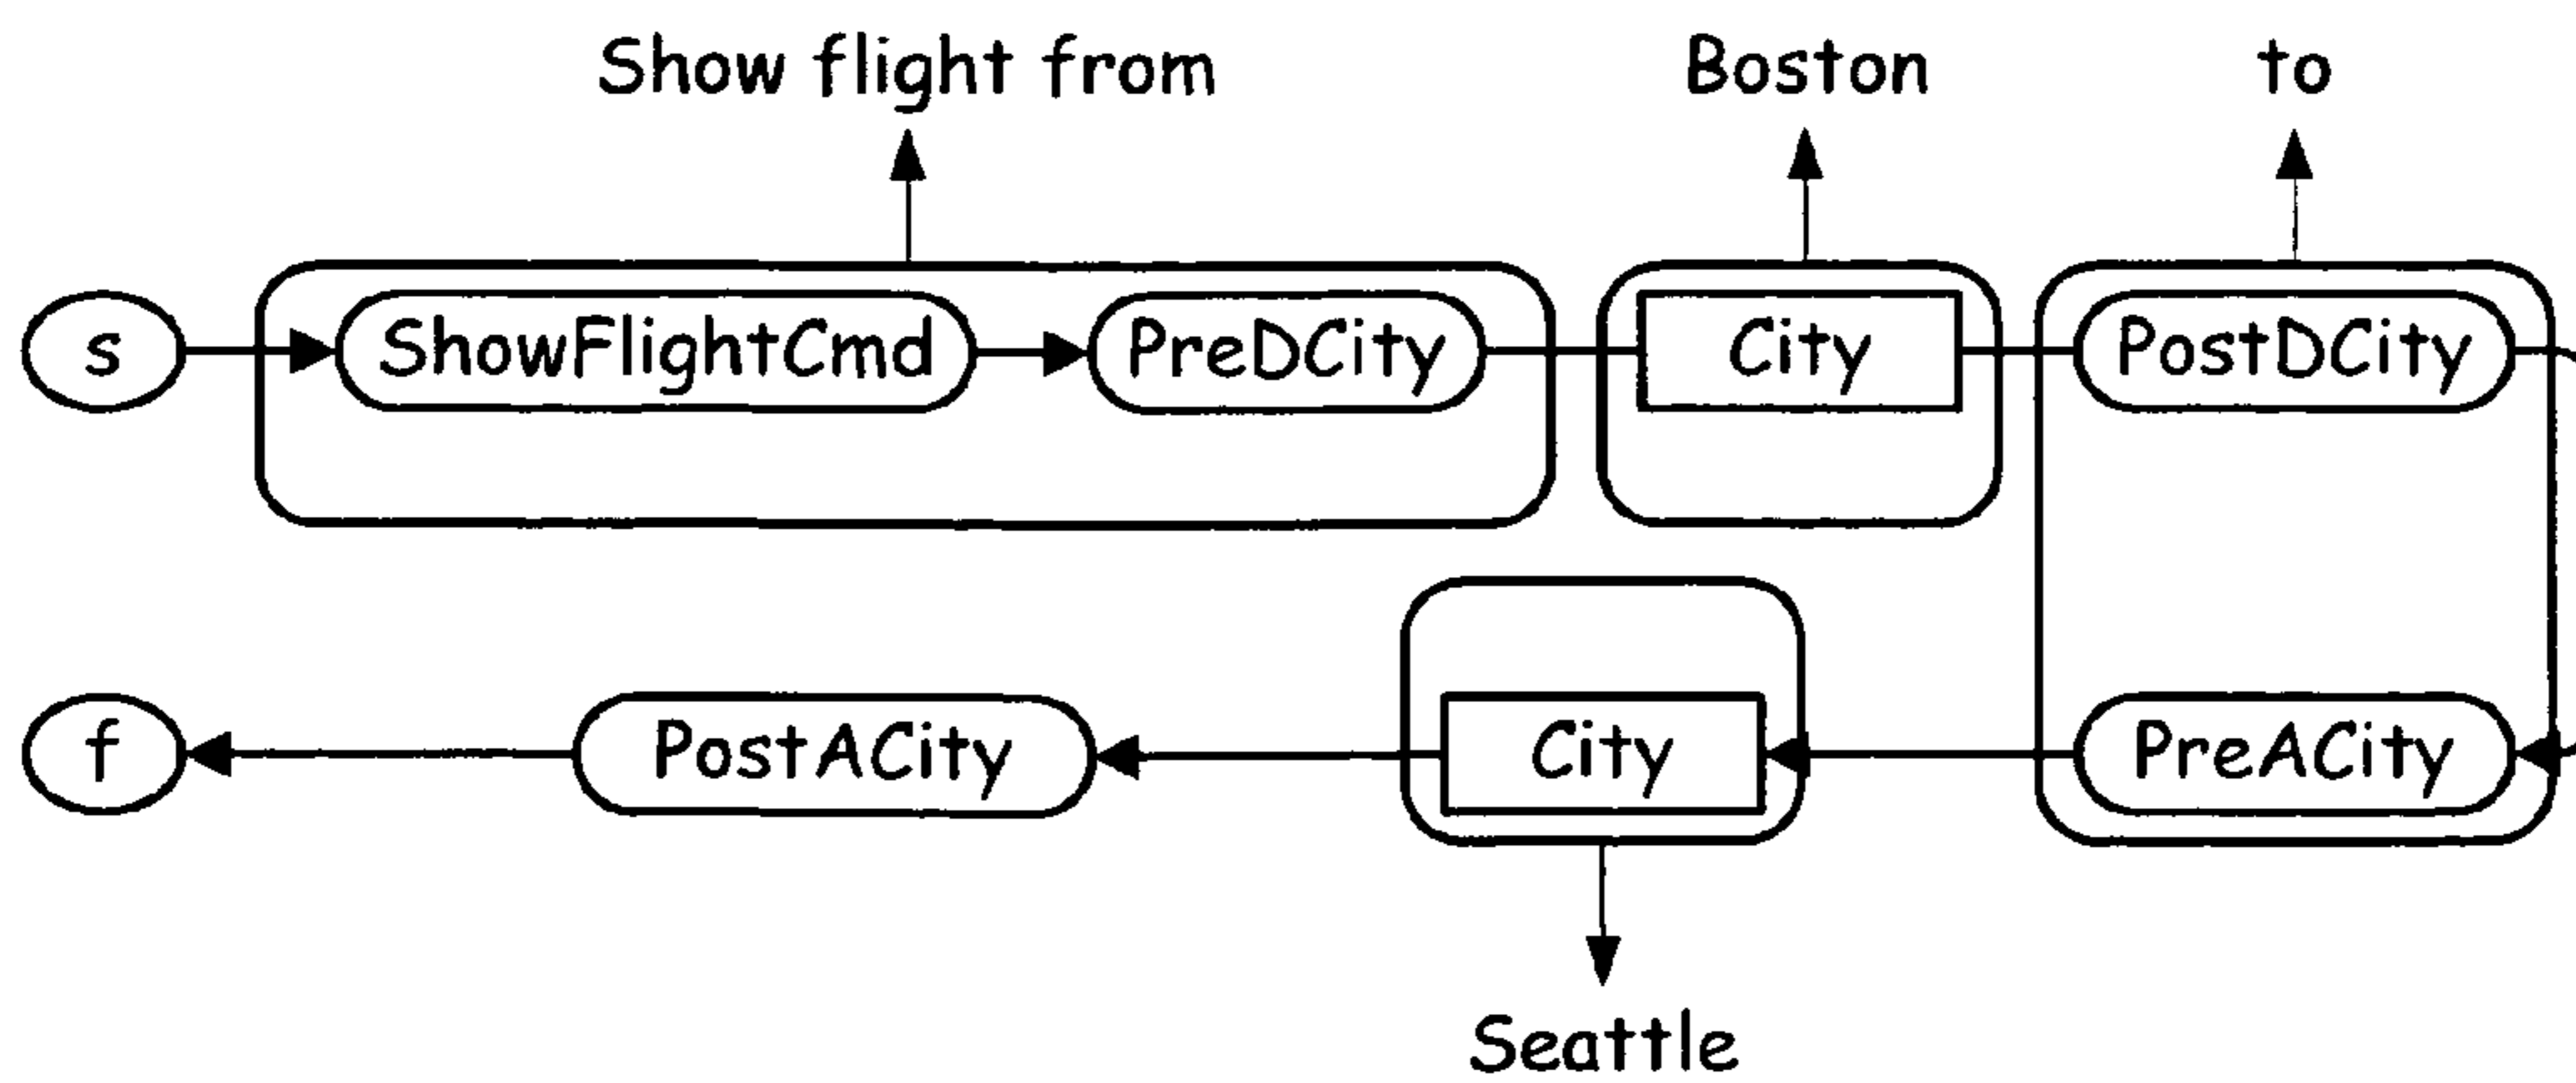 Show flight from Boston to
s ShowFlightCmd PreDCity City PostDCity
f PostACity City PreACity
Seattle